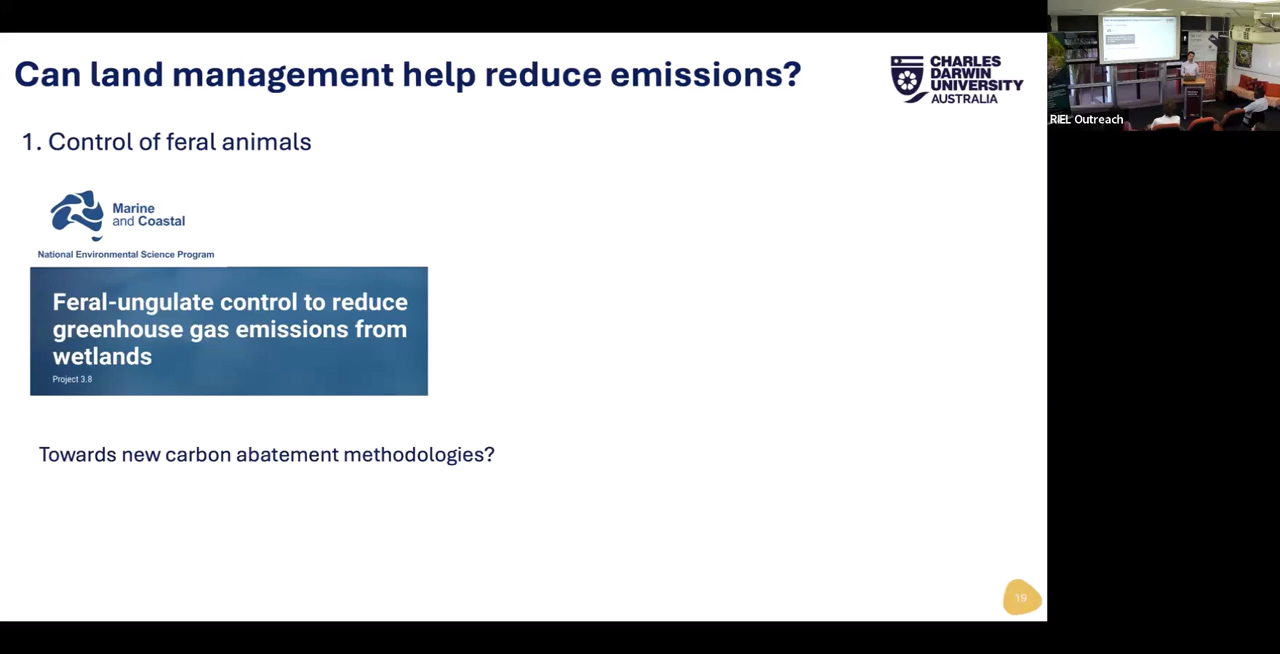 Can land management help reduce emissions?
CHARLES
DARWIN
UNIVERSITY
AUSTRALIA
1. Control of feral animals
Marine
and Coastal
National Environmental Science Program
Feral-ungulate control to reduce
greenhouse gas emissions from
wetlands
Project 3.8
Towards new carbon abatement methodologies?
19
RIEL Outreach